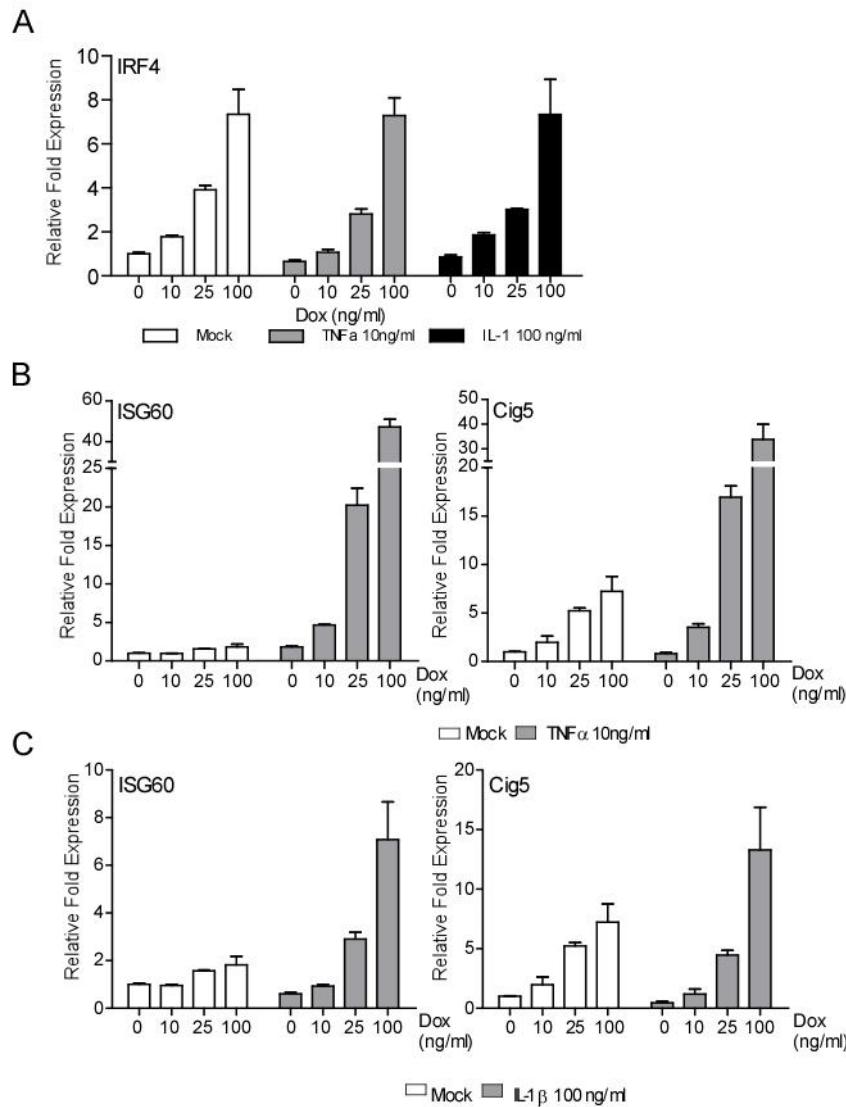 A
IRF4
Relative Fold Expression
10
8
6
4
2
0
0 10 25 100 0 10 25 100 0 10 25 100
Dox (ng/ml)
Mock TNFa 10ng/ml IL-1 100 ng/ml
B
ISG60
Relative Fold Expression
60
40
25
20
15
10
5
0
0 10 25 100 0 10 25 100 Dox
(ng/ml)
Cig5
Relative Fold Expression
50
40
30
20
15
10
5
0
0 10 25 100 0 10 25 100 Dox
(ng/ml)
Mock TNFα 10ng/ml
C
ISG60
Relative Fold Expression
10
8
6
4
2
0
0 10 25 100 0 10 25 100 Dox
(ng/ml)
Cig5
Relative Fold Expression
20
15
10
5
0
0 10 25 100 0 10 25 100 Dox
(ng/ml)
Mock IL-1β 100 ng/ml